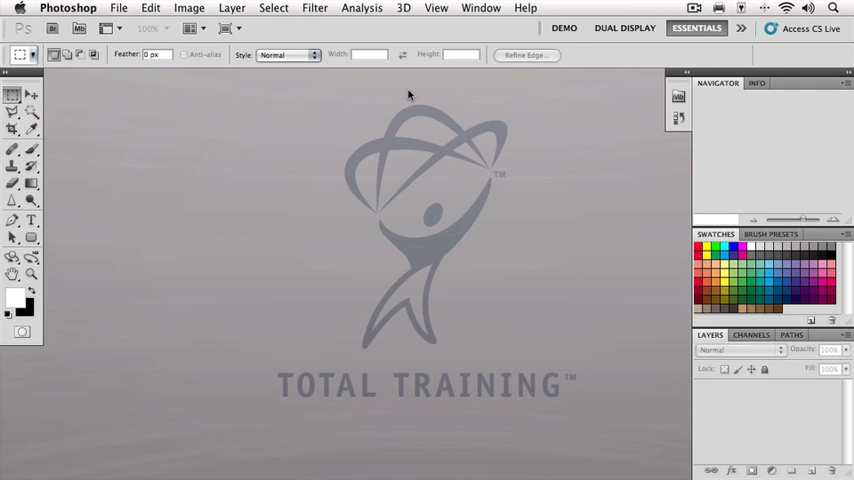 Photoshop File Edit Image Layer Select Filter Analysis 3D View Window Help
Ps Br Mb 100% DEMO DUAL DISPLAY ESSENTIALS Access CS Live
Feather: 0 px Anti-alias Style: Normal Width: Height: Refine Edge...
NAVIGATOR INFO
Mb
TM
SWATCHES BRUSH PRESETS
LAYERS CHANNELS PATHS
Normal Opacity: 100%
Lock: Fill: 100%
TOTAL TRAINING™